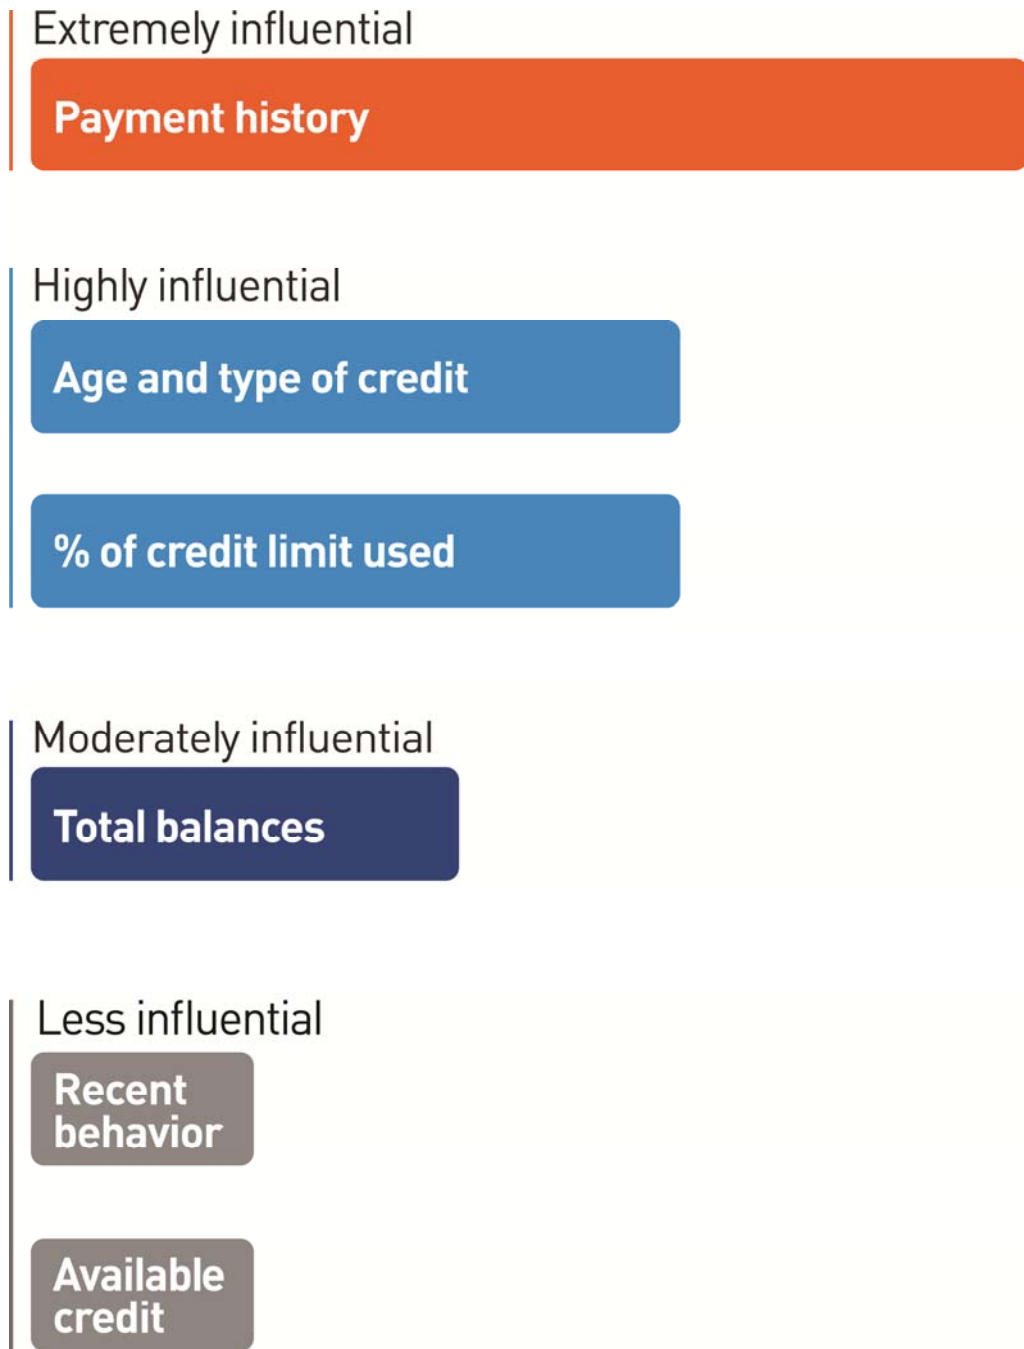 Extremely influential
Payment history
Highly influential
Age and type of credit
% of credit limit used
Moderately influential
Total balances
Less influential
Recent
behavior
Available
credit